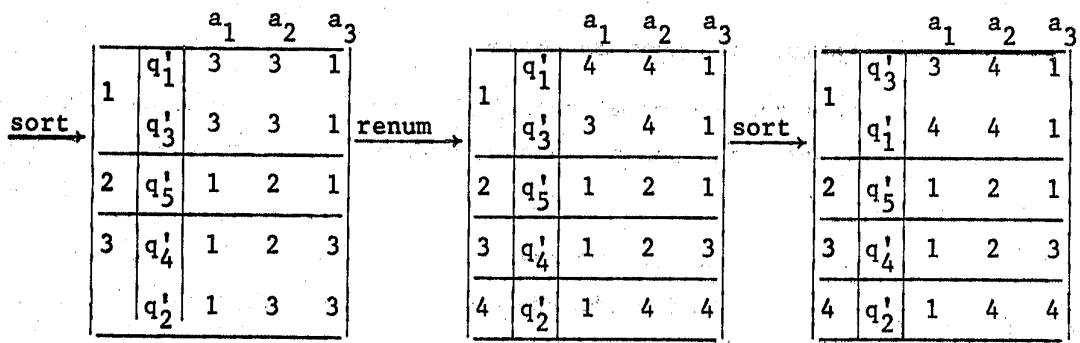 a1 a2 a3 a1 a2 a3 a1 a2 a3
1 q'1 3 3 1 1 q'1 4 4 1 1 q'3 3 4 1
sort q'3 3 3 1 renum q'3 3 4 1 sort q'1 4 4 1
2 q'5 1 2 1 2 q'5 1 2 1 2 q'5 1 2 1
3 q'4 1 2 3 3 q'4 1 2 3 3 q'4 1 2 3
q'2 1 3 3 4 q'2 1 4 4 4 q'2 1 4 4